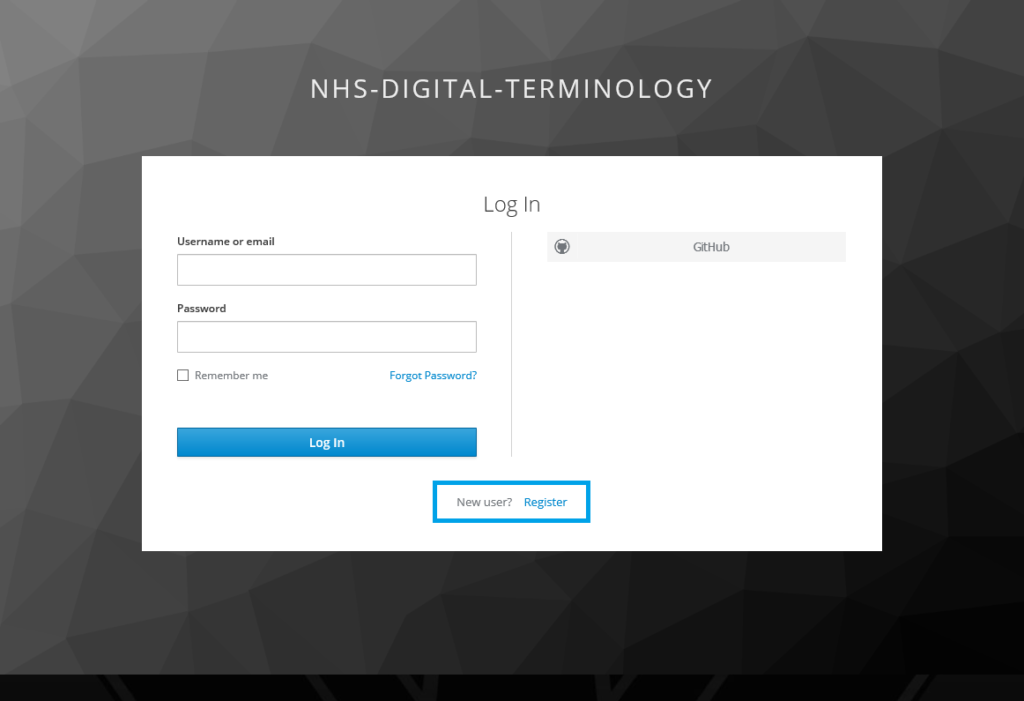 NHS-DIGITAL-TERMINOLOGY
Log In
Username or email
Password
Remember me
Forgot Password?
Log In
GitHub
New user? Register